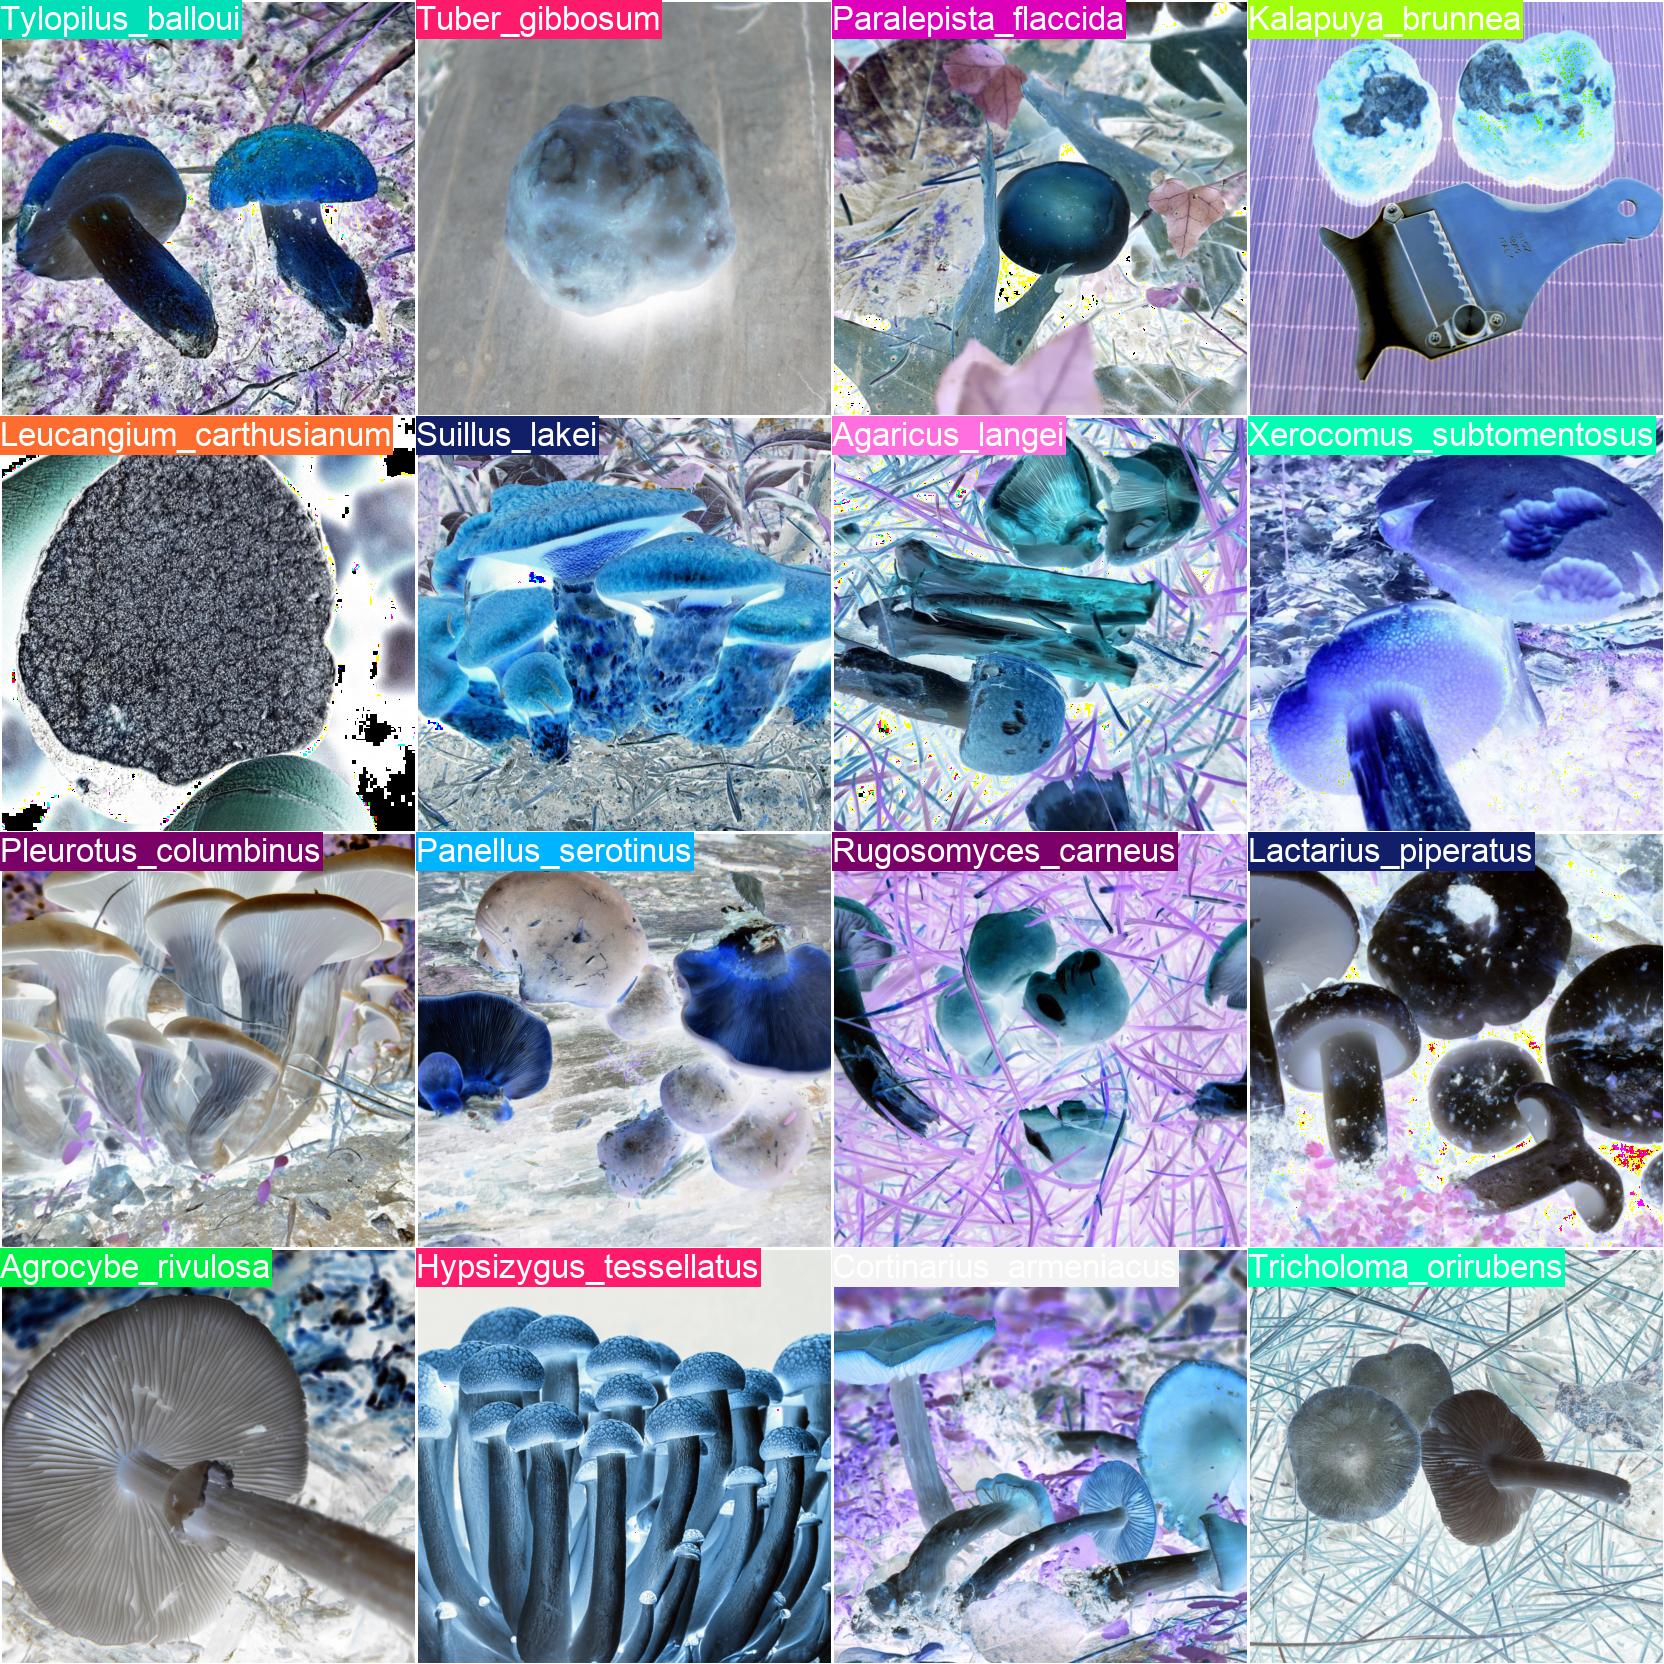 Tylopilus_balloui
Tuber_gibbosum
Paralepista_flaccida
Kalapuya_brunnea
Leucangium_carthusianum
Suillus_lakei
Agaricus_langei
Xerocomus_subtomentosus
Pleurotus_columbinus
Panellus_serotinus
Rugosomyces_carneus
Lactarius_piperatus
Agrocybe_rivulosa
Hypsizygus_tessellatus
Cortinarius_armeniacus
Tricholoma_orirubens